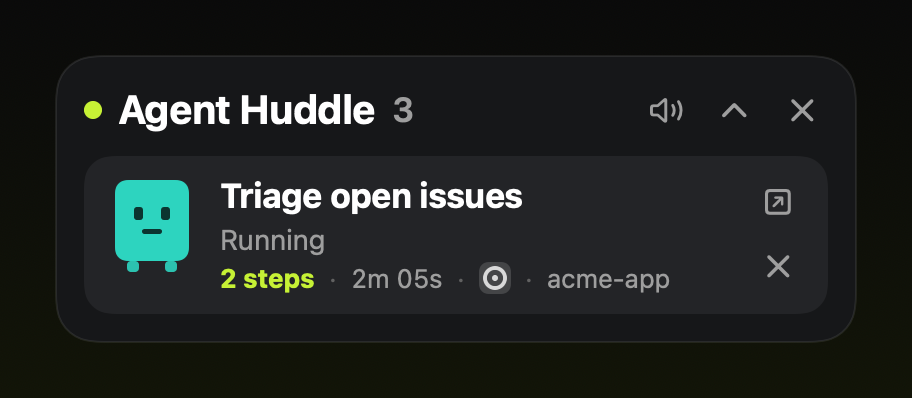 Agent Huddle 3
Triage open issues
Running
2 steps · 2m 05s · · acme-app